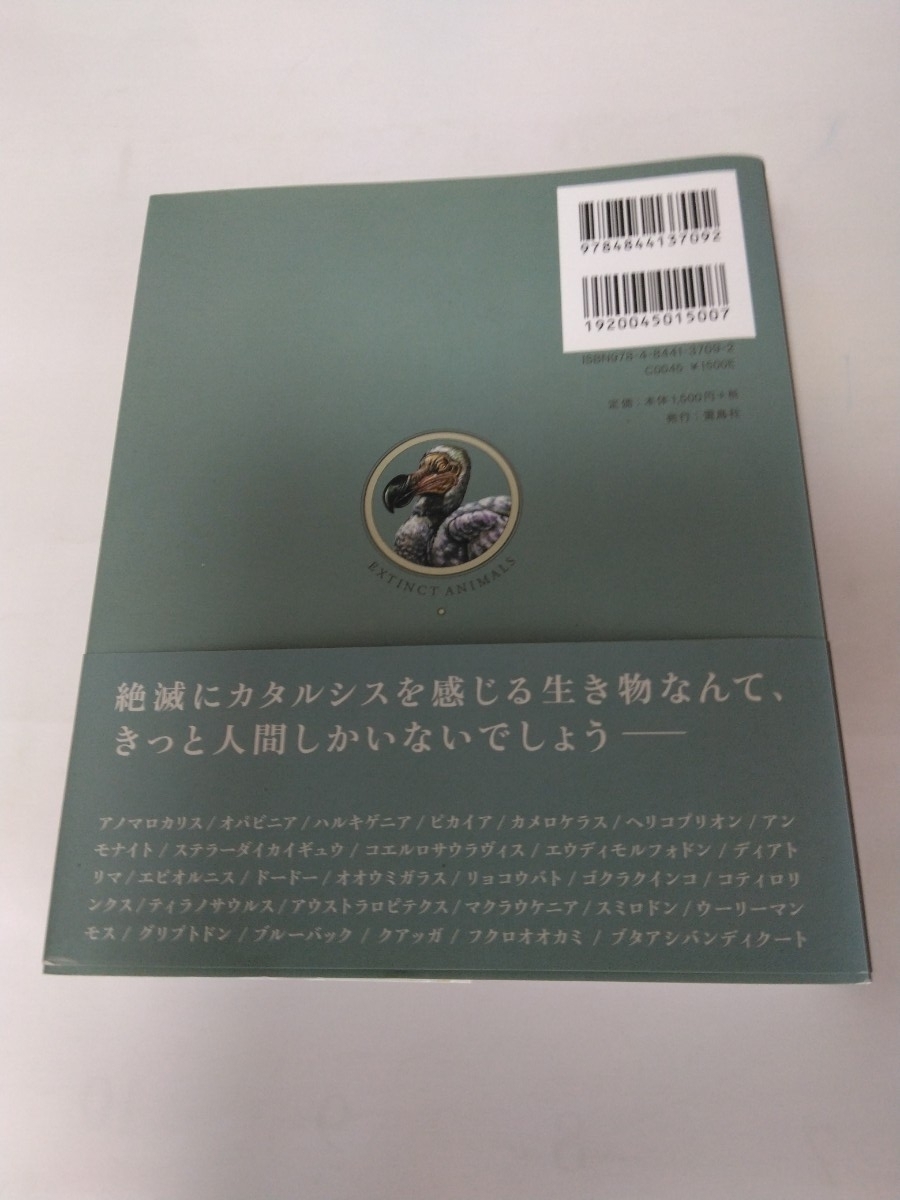 9784844137092
1920045015007
ISBN978-4-8441-3709-2
C0045 ¥1500E
定価：本体1,500円+税
発行：雷鳥社
EXTINCT ANIMALS
絶滅にカタルシスを感じる生き物なんて、
きっと人間しかいないでしょう――
アノマロカリス/オパビニア/ハルキゲニア/ピカイア/カメロケラス/ヘリコプリオン/アン
モナイト/ステラーダイカイギュウ/コエルロサウラヴィス/エウディモルフォドン/ディアト
リマ/エピオルニス/ドードー/オオウミガラス/リョコウバト/ゴクラクインコ/コティロリ
ンクス/ティラノサウルス/アウストラロピテクス/マクラウケニア/スミロドン/ウーリーマン
モス/グリプトドン/ブルーバック/クアッガ/フクロオオカミ/ブタアシバンディクート